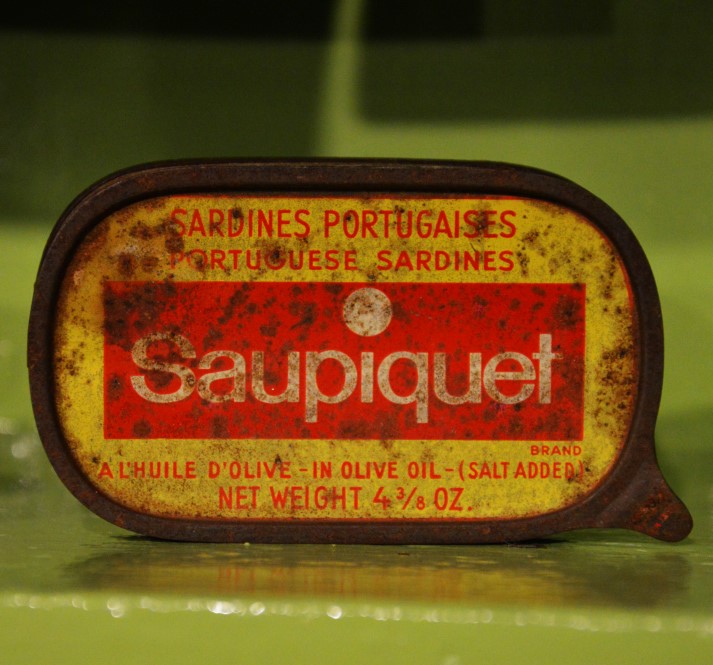 SARDINES PORTUGAISES
PORTUGUESE SARDINES
Saupiquet
BRAND
A L'HUILE D'OLIVE - IN OLIVE OIL - (SALT ADDED)
NET WEIGHT 4 3/8 OZ.